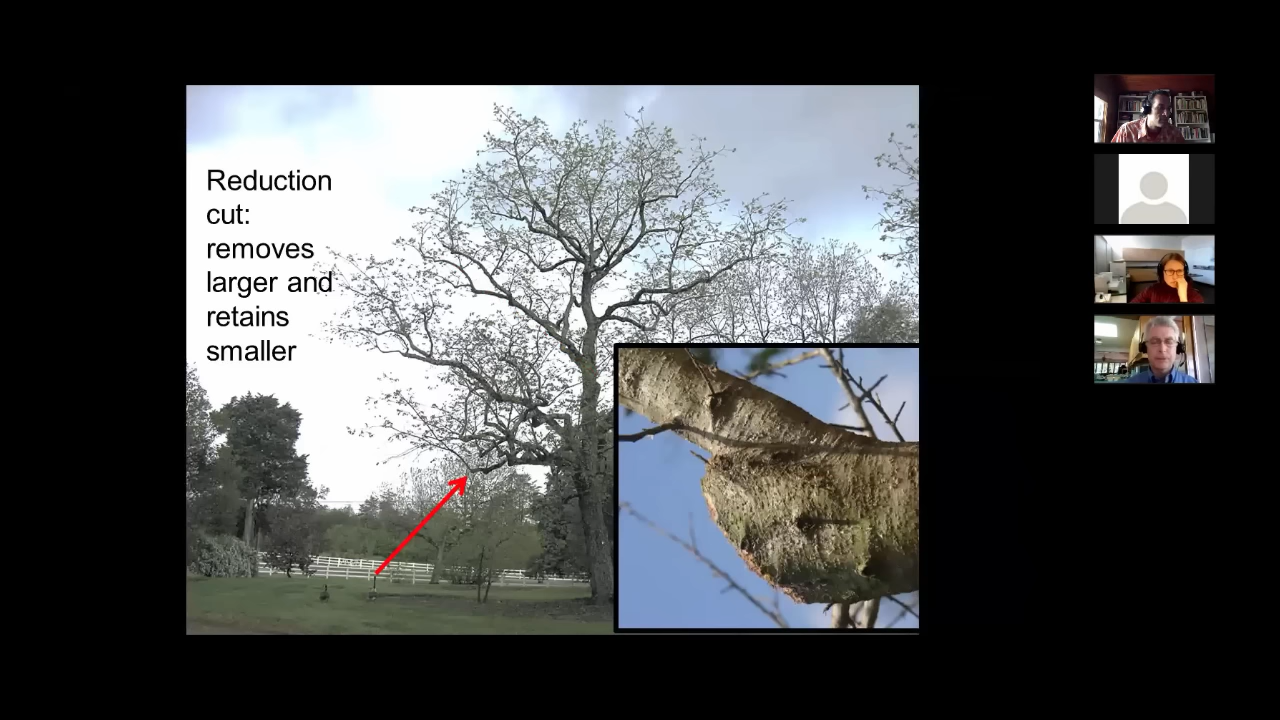 Reduction
cut:
removes
larger and
retains
smaller